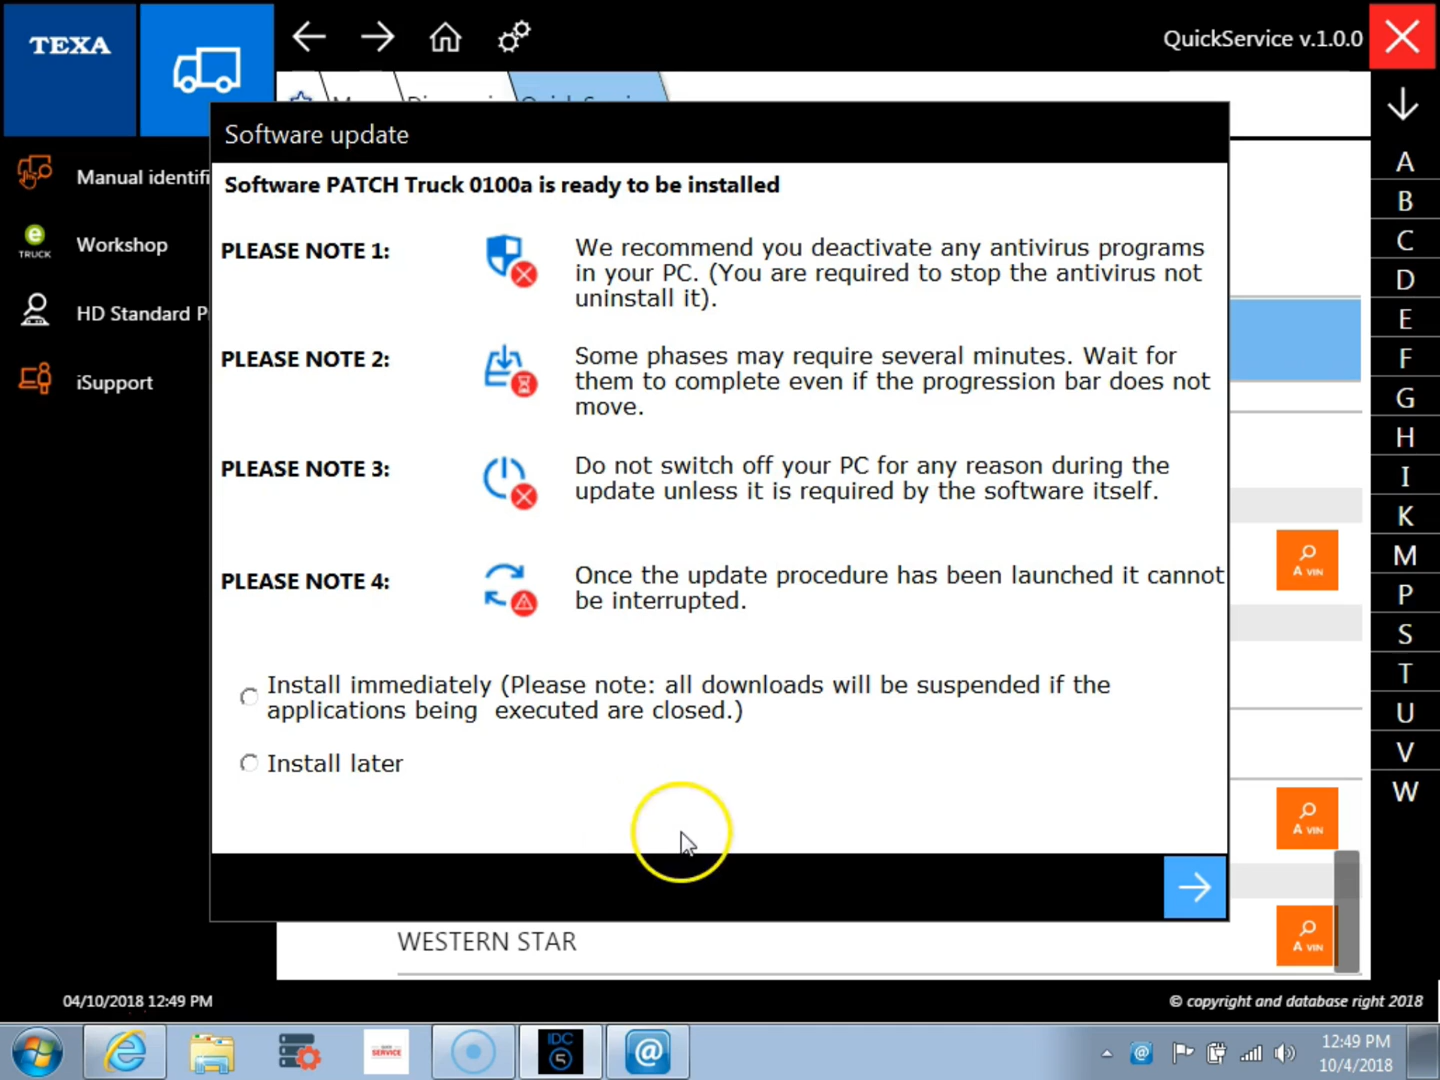 TEXA
QuickService v.1.0.0
Software update
Manual identifi
Workshop
HD Standard P
iSupport
TRUCK
Software PATCH Truck 0100a is ready to be installed
PLEASE NOTE 1:
We recommend you deactivate any antivirus programs
in your PC. (You are required to stop the antivirus not
uninstall it).
PLEASE NOTE 2:
Some phases may require several minutes. Wait for
them to complete even if the progression bar does not
move.
PLEASE NOTE 3:
Do not switch off your PC for any reason during the
update unless it is required by the software itself.
PLEASE NOTE 4:
Once the update procedure has been launched it cannot
be interrupted.
Install immediately (Please note: all downloads will be suspended if the
applications being  executed are closed.)
Install later
A VIN
A VIN
A VIN
WESTERN STAR
A
B
C
D
E
F
G
H
I
K
M
P
S
T
U
V
W
04/10/2018 12:49 PM
© copyright and database right 2018
SERVICE
IDC
5
12:49 PM
10/4/2018